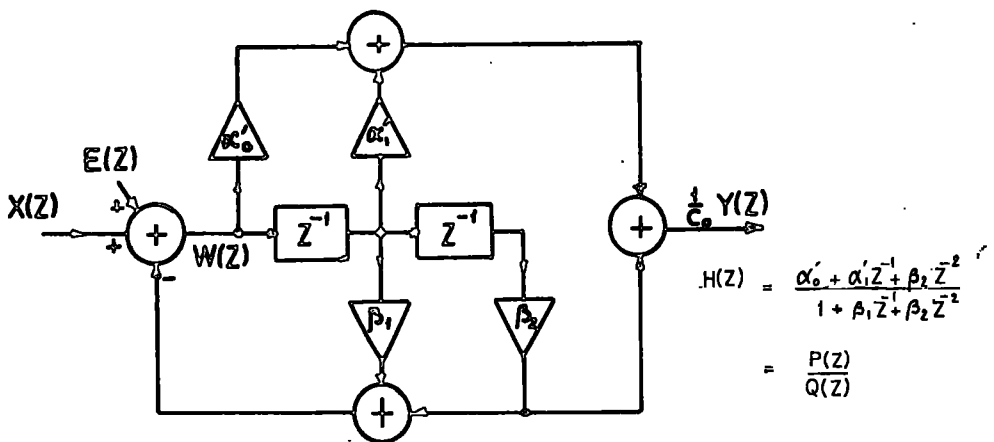 +
α'₀
α'₁
E(Z)
X(Z)
+
+
+
-
W(Z)
Z⁻¹
Z⁻¹
+
1/C₀ Y(Z)
β₁
β₂
+
H(Z) = (α'₀ + α'₁Z⁻¹ + β₂Z⁻²) / (1 + β₁Z⁻¹ + β₂Z⁻²)
= P(Z) / Q(Z)